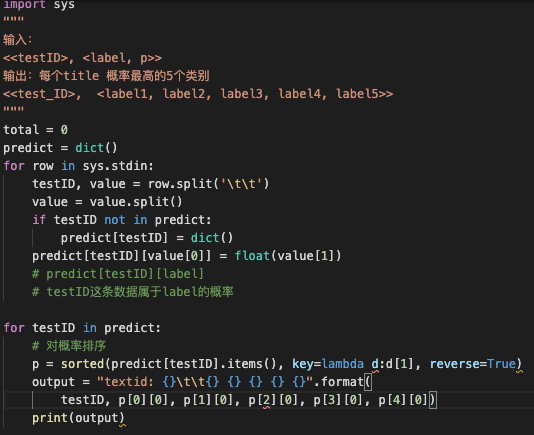 import sys
"""
输入:
<<testID>, <label, p>>
输出: 每个title 概率最高的5个类别
<<test_ID>,  <label1, label2, label3, label4, label5>>
"""
total = 0
predict = dict()
for row in sys.stdin:
    testID, value = row.split('\t\t')
    value = value.split()
    if testID not in predict:
        predict[testID] = dict()
    predict[testID][value[0]] = float(value[1])
    # predict[testID][label]
    # testID这条数据属于label的概率

for testID in predict:
    # 对概率排序
    p = sorted(predict[testID].items(), key=lambda d:d[1], reverse=True)
    output = "textid: {}\t\t{} {} {} {} {}".format(
        testID, p[0][0], p[1][0], p[2][0], p[3][0], p[4][0])
    print(output)